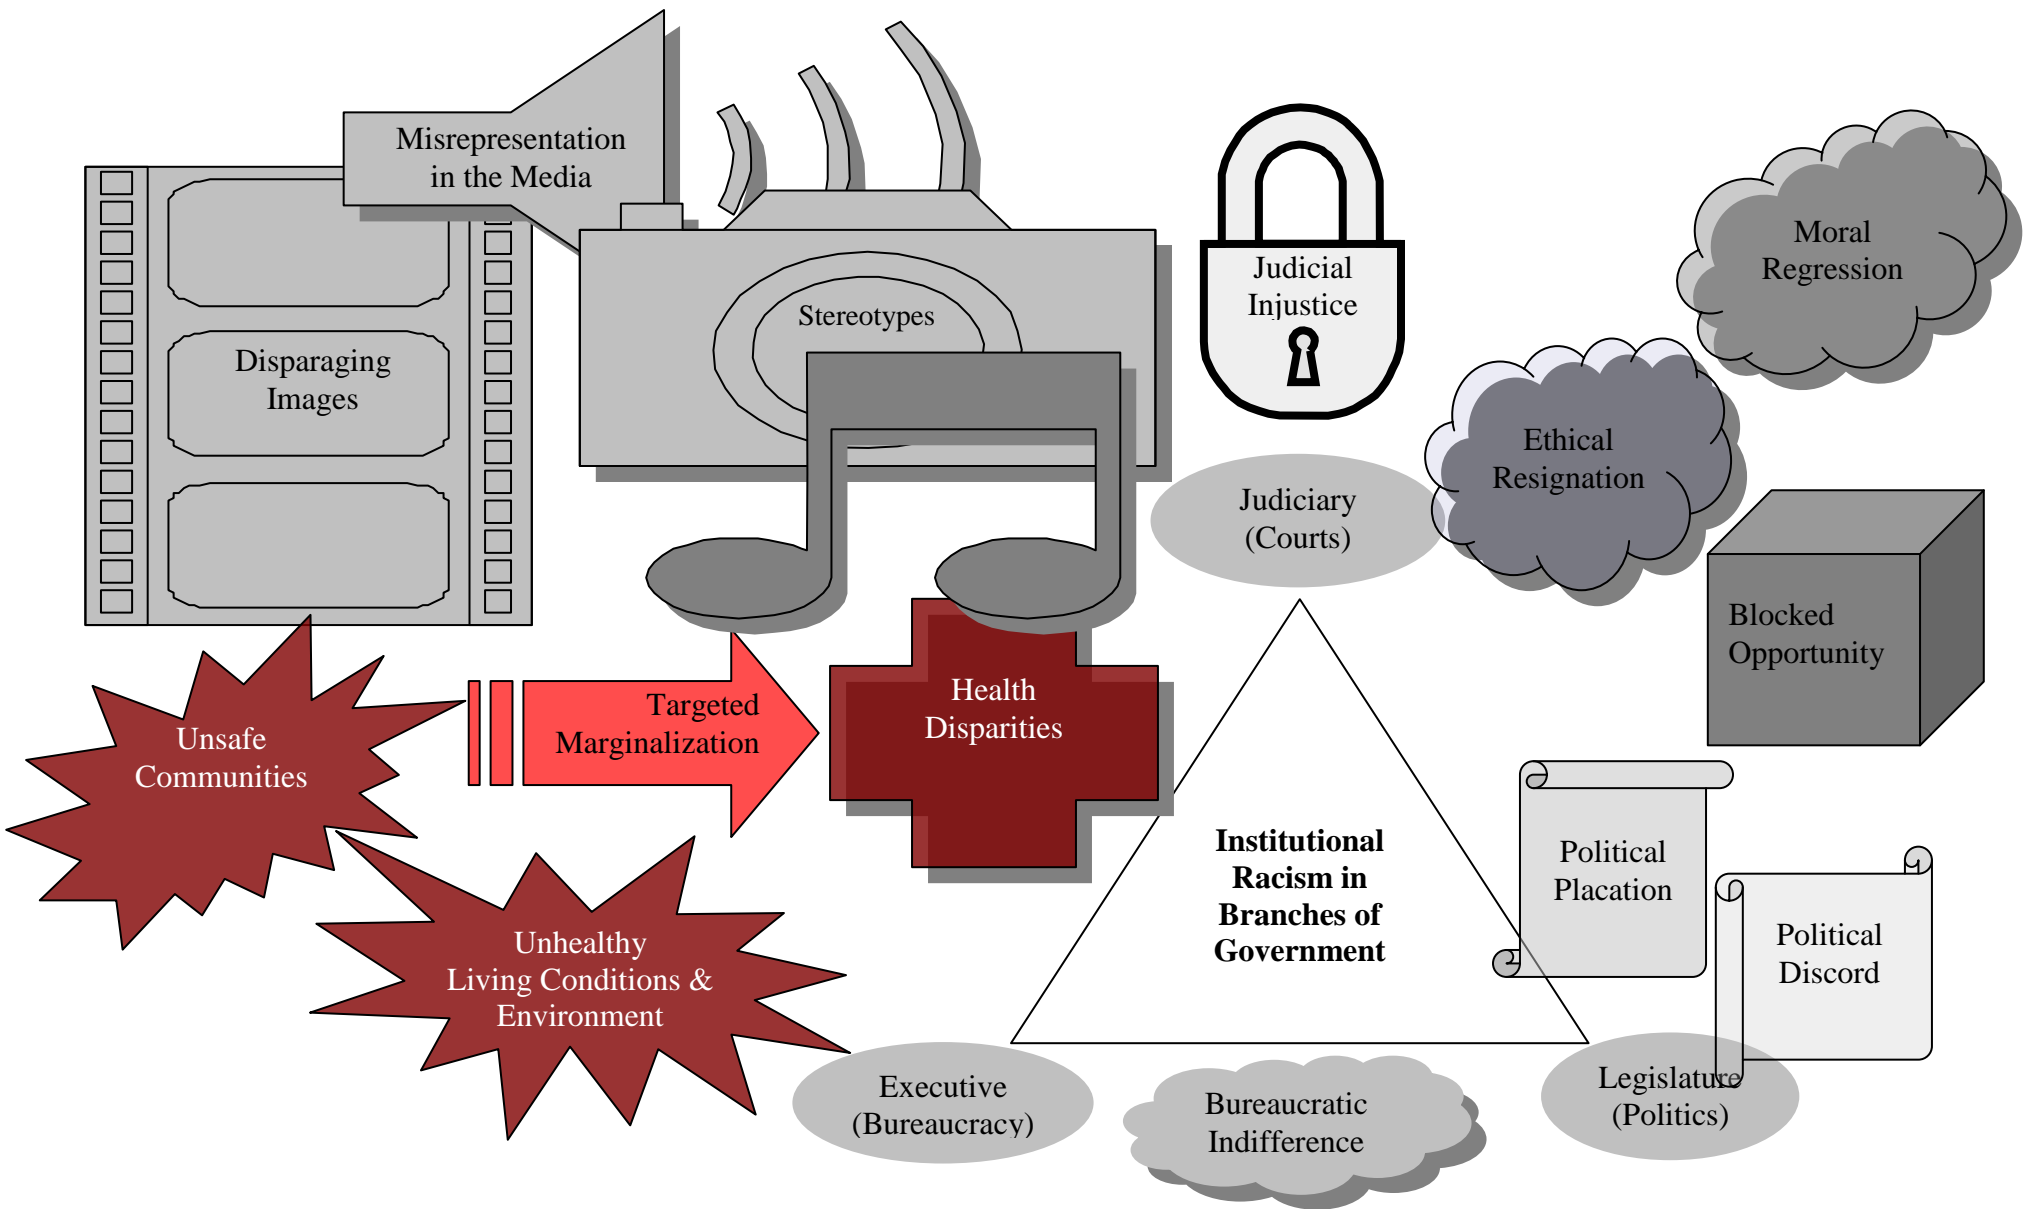 Misrepresentation
in the Media
Disparaging
Images
Stereotypes
Judicial
Injustice
Moral
Regression
Ethical
Resignation
Judiciary
(Courts)
Blocked
Opportunity
Unsafe
Communities
Targeted
Marginalization
Health
Disparities
Institutional
Racism in
Branches of
Government
Political
Placation
Political
Discord
Unhealthy
Living Conditions &
Environment
Executive
(Bureaucracy)
Bureaucratic
Indifference
Legislature
(Politics)